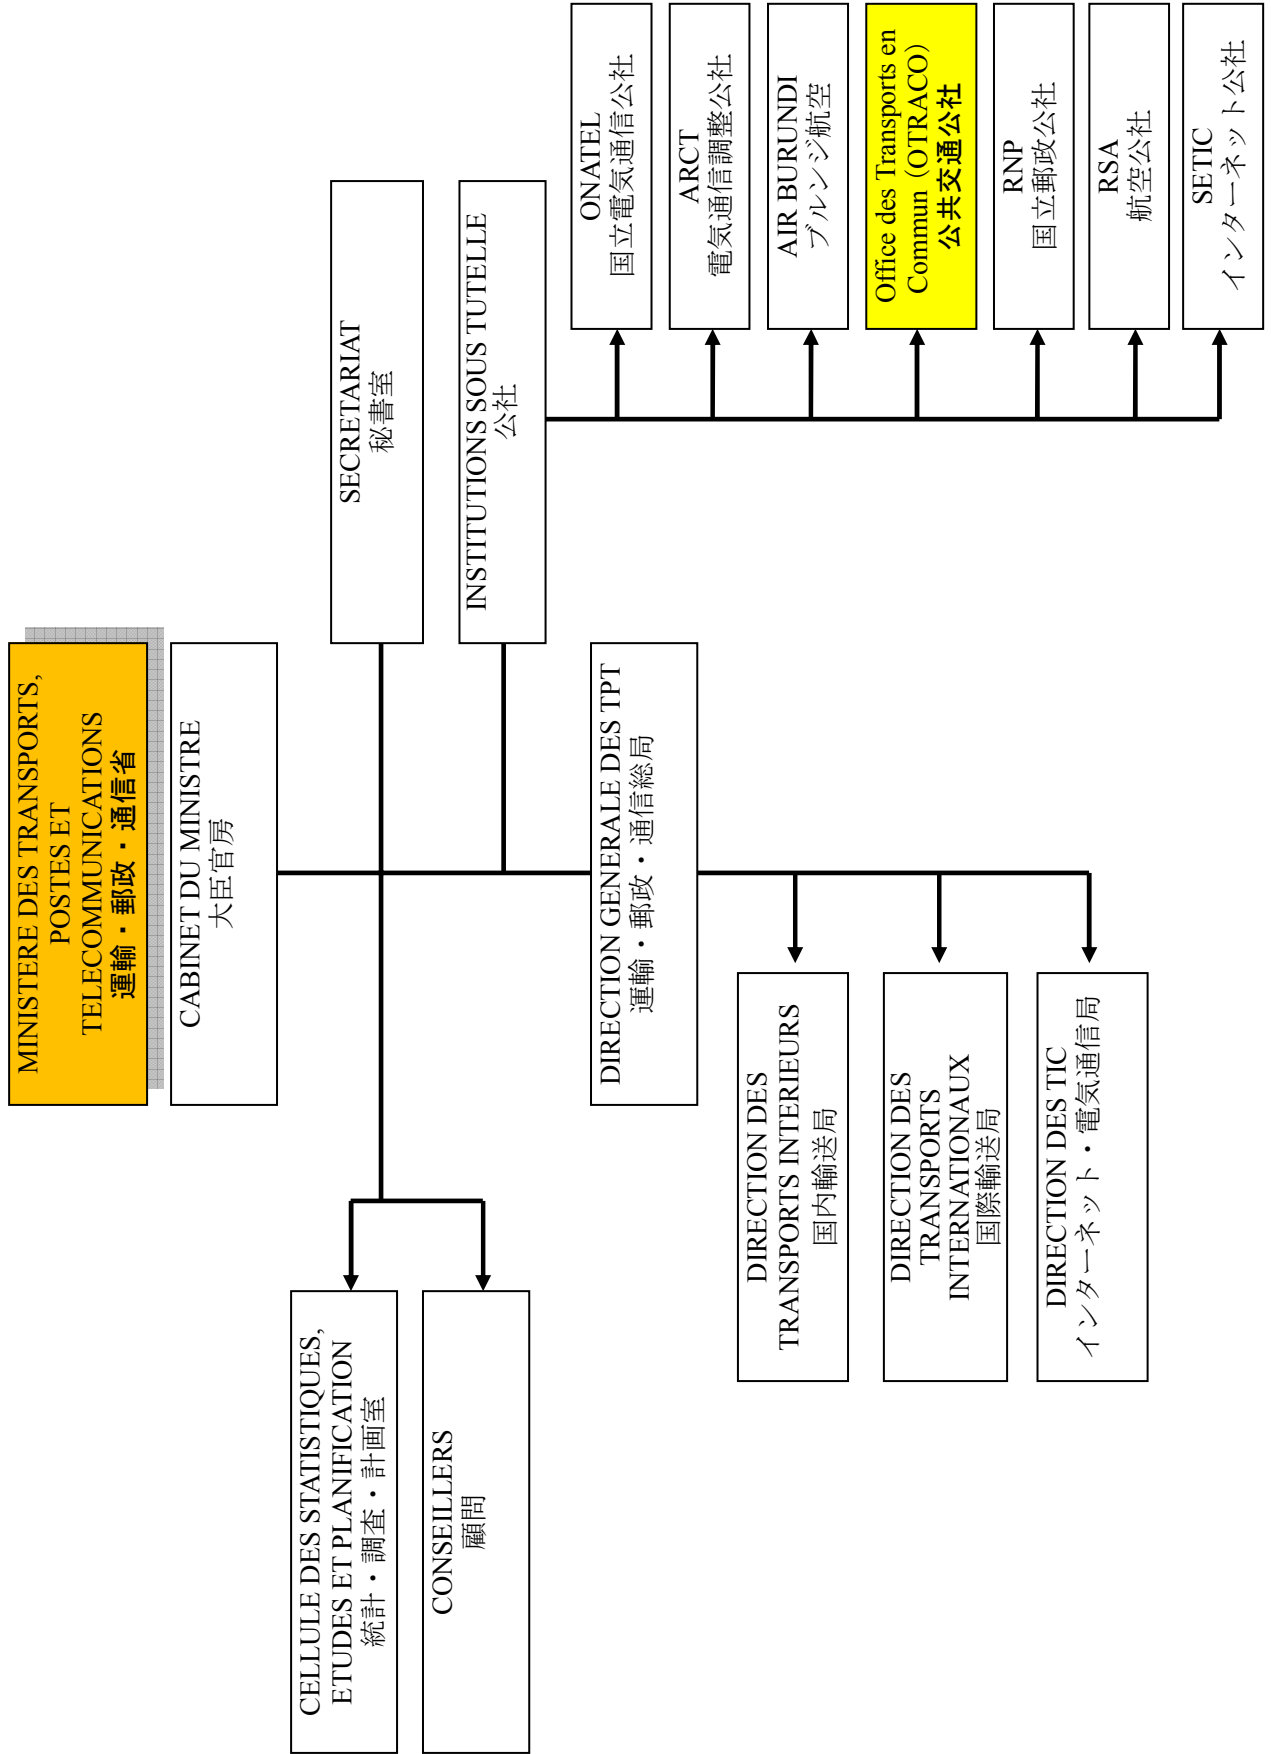 MINISTERE DES TRANSPORTS,
POSTES ET
TELECOMMUNICATIONS
運輸・郵政・通信省
CABINET DU MINISTRE
大臣官房
SECRETARIAT
秘書室
CELLULE DES STATISTIQUES,
ETUDES ET PLANIFICATION
統計・調査・計画室
CONSEILLERS
顧問
INSTITUTIONS SOUS TUTELLE
公社
DIRECTION GENERALE DES TPT
運輸・郵政・通信総局
DIRECTION DES
TRANSPORTS INTERIEURS
国内輸送局
DIRECTION DES
TRANSPORTS
INTERNATIONAUX
国際輸送局
DIRECTION DES TIC
インターネット・電気通信局
ONATEL
国立電気通信公社
ARCT
電気通信調整公社
AIR BURUNDI
ブルンジ航空
Office des Transports en
Commun (OTRACO)
公共交通公社
RNP
国立郵政公社
RSA
航空公社
SETIC
インターネット公社